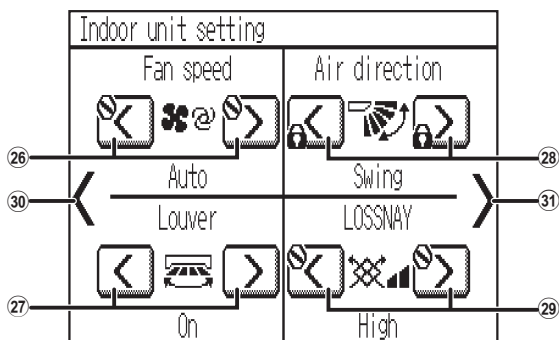 Indoor unit setting
Fan speed
Air direction
26
28
Auto
Swing
30
31
Louver
LOSSNAY
27
29
On
High